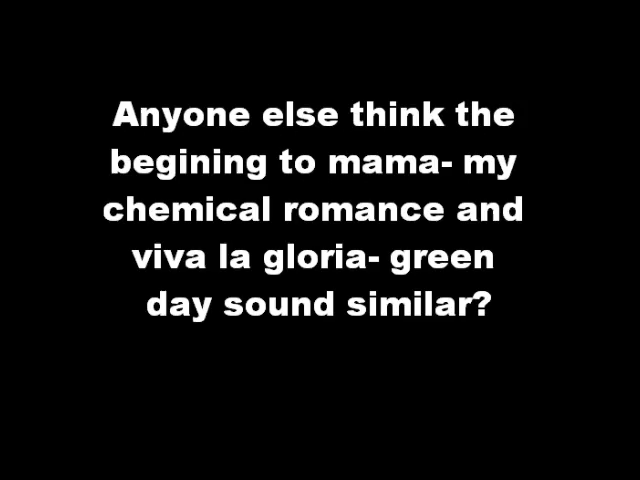 Anyone else think the
begining to mama- my
chemical romance and
viva la gloria- green
day sound similar?